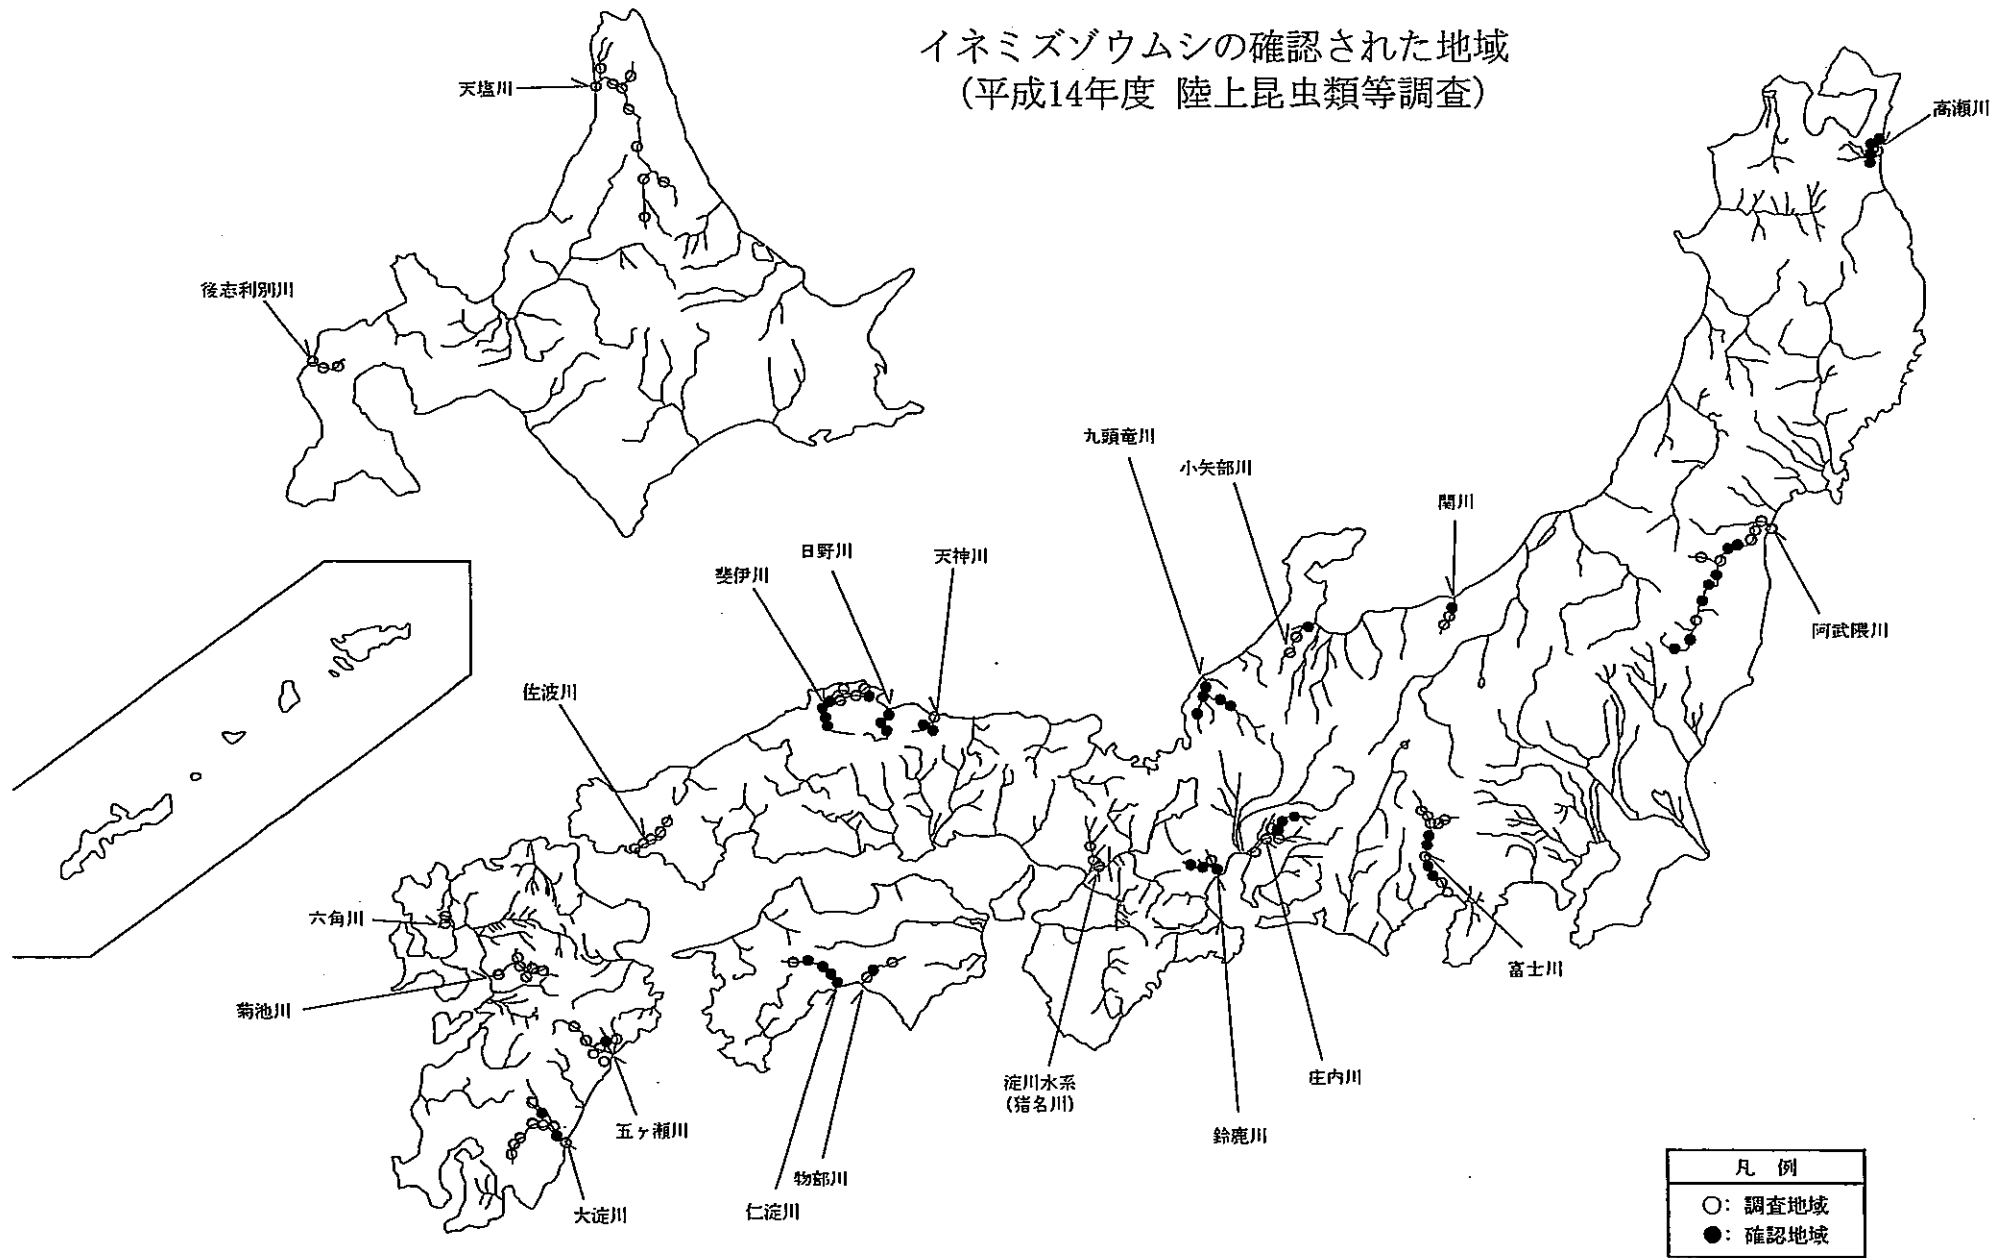 イネミズゾウムシの確認された地域
(平成14年度 陸上昆虫類等調査)
天塩川
高瀬川
後志利別川
九頭竜川
小矢部川
関川
日野川
天神川
斐伊川
阿武隈川
佐波川
六角川
富士川
菊池川
淀川水系
(猪名川)
庄内川
五ヶ瀬川
鈴鹿川
物部川
仁淀川
大淀川
凡 例
○: 調査地域
●: 確認地域